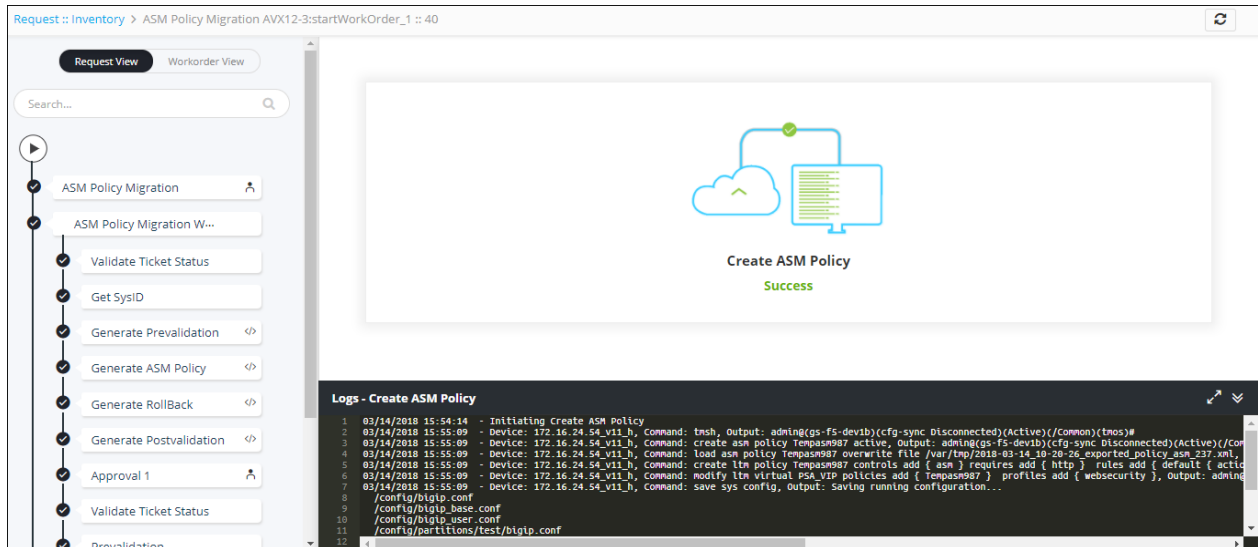 Request :: Inventory > ASM Policy Migration AVX12-3:startWorkOrder_1 :: 40
Request View
Workorder View
Search...
ASM Policy Migration
ASM Policy Migration W...
Validate Ticket Status
Get SysID
Generate Prevalidation </>
Generate ASM Policy </>
Generate RollBack </>
Generate Postvalidation </>
Approval 1
Validate Ticket Status
Prevalidation
Create ASM Policy
Success
Logs - Create ASM Policy
1 03/14/2018 15:54:14 - Initiating Create ASM Policy
2 03/14/2018 15:55:09 - Device: 172.16.24.54_v11_h, Command: tmsh, Output: admin@(gs-f5-dev1b)(cfg-sync Disconnected)(Active)(/Common)(tmos)#
3 03/14/2018 15:55:09 - Device: 172.16.24.54_v11_h, Command: create asm policy Tempasm987 active, Output: admin@(gs-f5-dev1b)(cfg-sync Disconnected)(Active)(/Com
4 03/14/2018 15:55:09 - Device: 172.16.24.54_v11_h, Command: load asm policy Tempasm987 overwrite file /var/tmp/2018-03-14_10-20-26_exported_policy_asm_237.xml,
5 03/14/2018 15:55:09 - Device: 172.16.24.54_v11_h, Command: create ltm policy Tempasm987 controls add { asm } requires add { http } rules add { default { actio
6 03/14/2018 15:55:09 - Device: 172.16.24.54_v11_h, Command: modify ltm virtual PSA_VIP policies add { Tempasm987 } profiles add { websecurity }, Output: admin@
7 03/14/2018 15:55:09 - Device: 172.16.24.54_v11_h, Command: save sys config, Output: Saving running configuration...
8 /config/bigip.conf
9 /config/bigip_base.conf
10 /config/bigip_user.conf
11 /config/partitions/test/bigip.conf
12